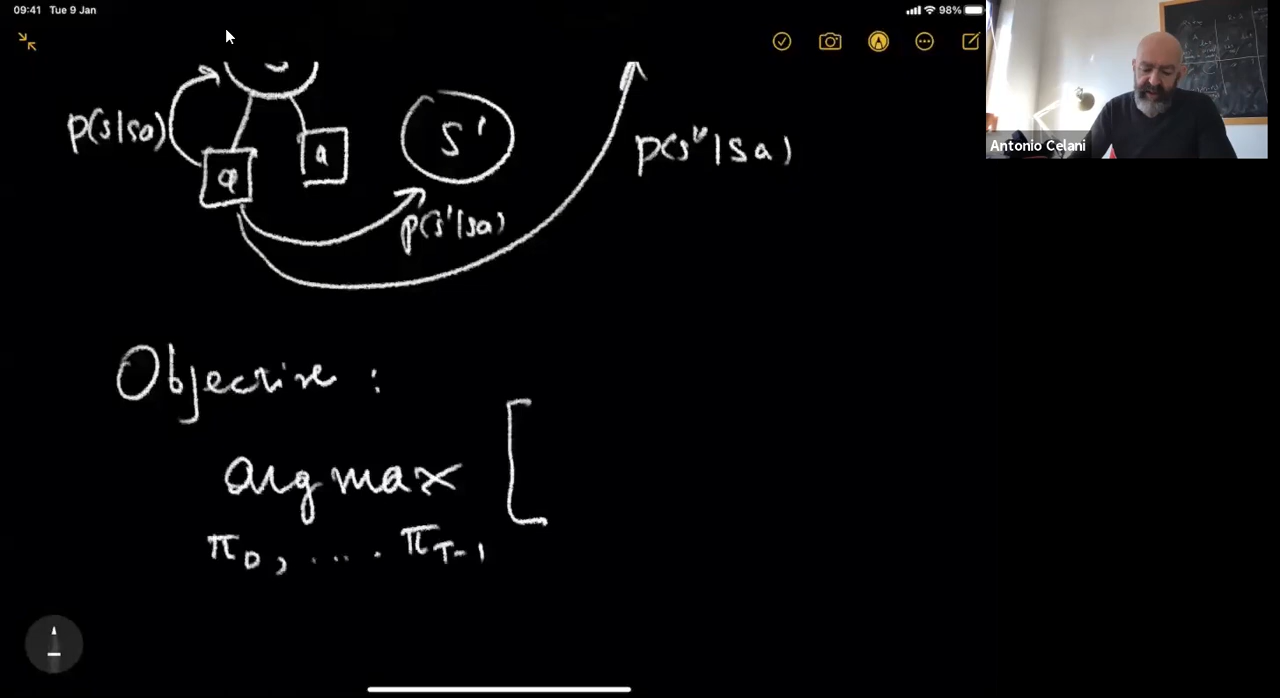 09:41 Tue 9 Jan
98%
p(s|sa)
a
a
s'
p(s'|sa)
p(s''|sa)
Objective :
argmax
π0, .... πT-1
Antonio Celani